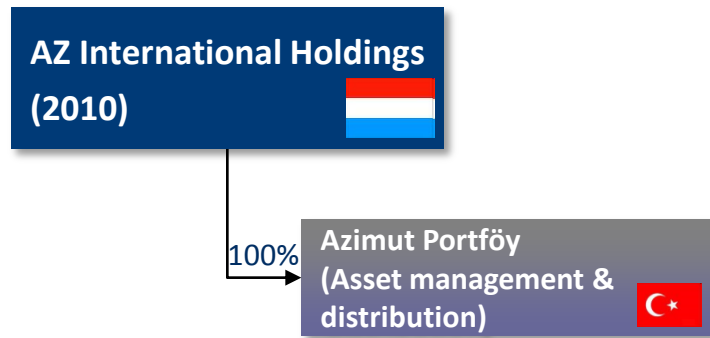 AZ International Holdings
(2010)
100%
Azimut Portföy
(Asset management &
distribution)